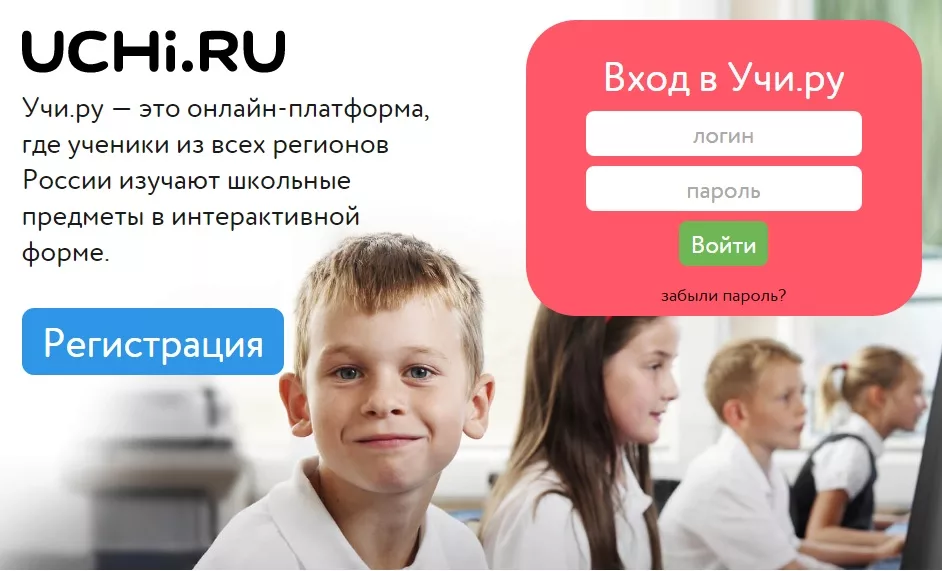 UCHi.RU
Учи.ру — это онлайн-платформа,
где ученики из всех регионов
России изучают школьные
предметы в интерактивной
форме.
Регистрация
Вход в Учи.ру
логин
пароль
Войти
забыли пароль?